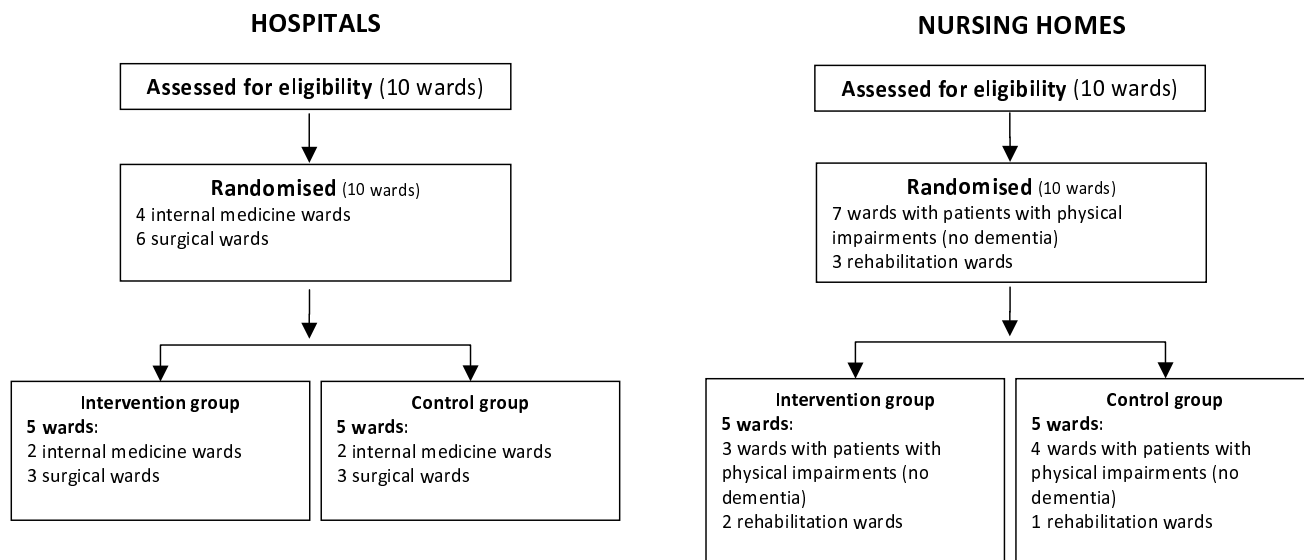 HOSPITALS
Assessed for eligibility (10 wards)
Randomised (10 wards)
4 internal medicine wards
6 surgical wards
Intervention group
5 wards:
2 internal medicine wards
3 surgical wards
Control group
5 wards:
2 internal medicine wards
3 surgical wards
NURSING HOMES
Assessed for eligibility (10 wards)
Randomised (10 wards)
7 wards with patients with physical
impairments (no dementia)
3 rehabilitation wards
Intervention group
5 wards:
3 wards with patients with
physical impairments (no
dementia)
2 rehabilitation wards
Control group
5 wards:
4 wards with patients with
physical impairments (no
dementia)
1 rehabilitation wards